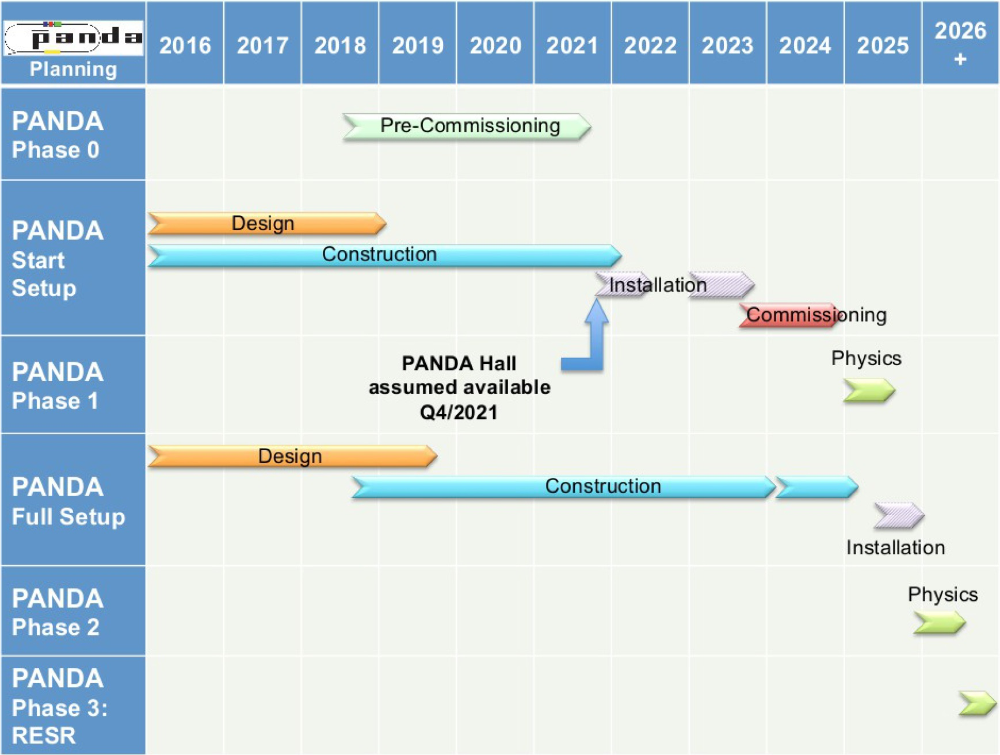 panda
Planning
2016
2017
2018
2019
2020
2021
2022
2023
2024
2025
2026
+
PANDA
Phase 0
Pre-Commissioning
PANDA
Start
Setup
Design
Construction
Installation
Commissioning
PANDA
Phase 1
PANDA Hall
assumed available
Q4/2021
Physics
PANDA
Full Setup
Design
Construction
Installation
PANDA
Phase 2
Physics
PANDA
Phase 3:
RESR